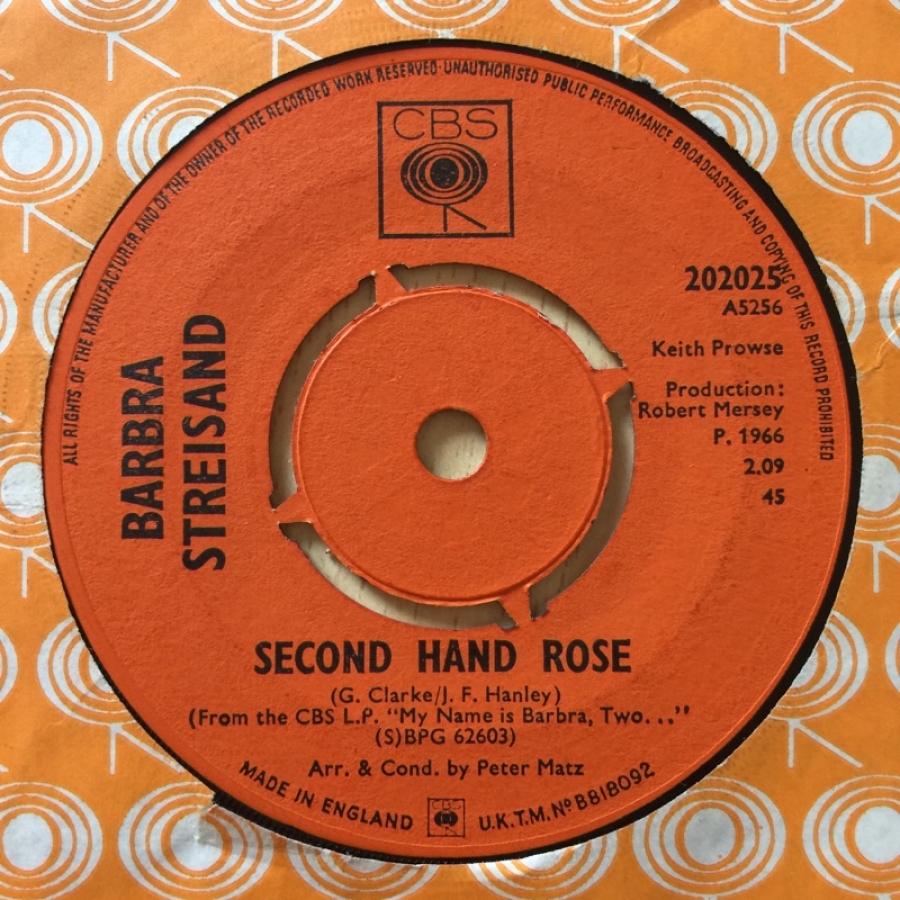 ALL RIGHTS OF THE MANUFACTURER AND OF THE OWNER OF THE RECORDED WORK RESERVED·UNAUTHORISED PUBLIC PERFORMANCE BROADCASTING AND COPYING OF THIS RECORD PROHIBITED
CBS
202025
A5256
Keith Prowse
Production:
Robert Mersey
P. 1966
2.09
45
BARBRA
STREISAND
SECOND HAND ROSE
(G. Clarke/J. F. Hanley)
(From the CBS L.P. "My Name is Barbra, Two..."
(S)BPG 62603)
Arr. & Cond. by Peter Matz
MADE IN ENGLAND CBS U.K.T.M. Nº B818092